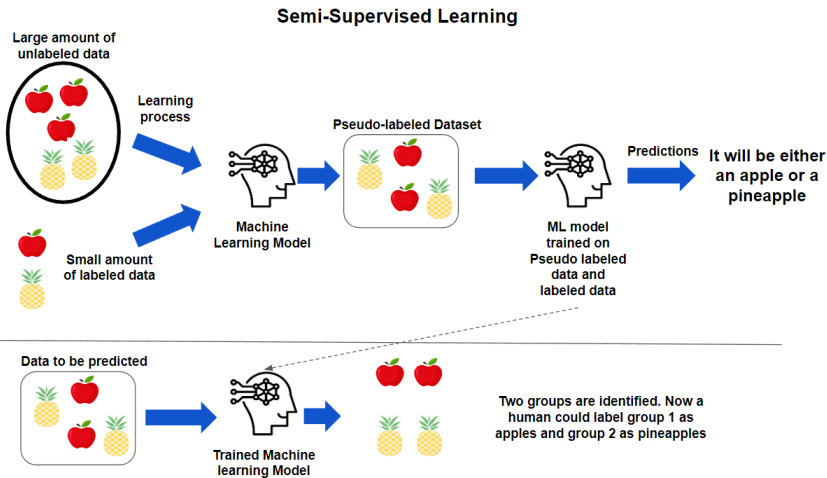 Semi-Supervised Learning
Large amount of
unlabeled data
Learning
process
Pseudo-labeled Dataset
Predictions
It will be either
an apple or a
pineapple
Machine
Learning Model
ML model
trained on
Pseudo labeled
data and
labeled data
Small amount
of labeled data
Data to be predicted
Trained Machine
learning Model
Two groups are identified. Now a
human could label group 1 as
apples and group 2 as pineapples